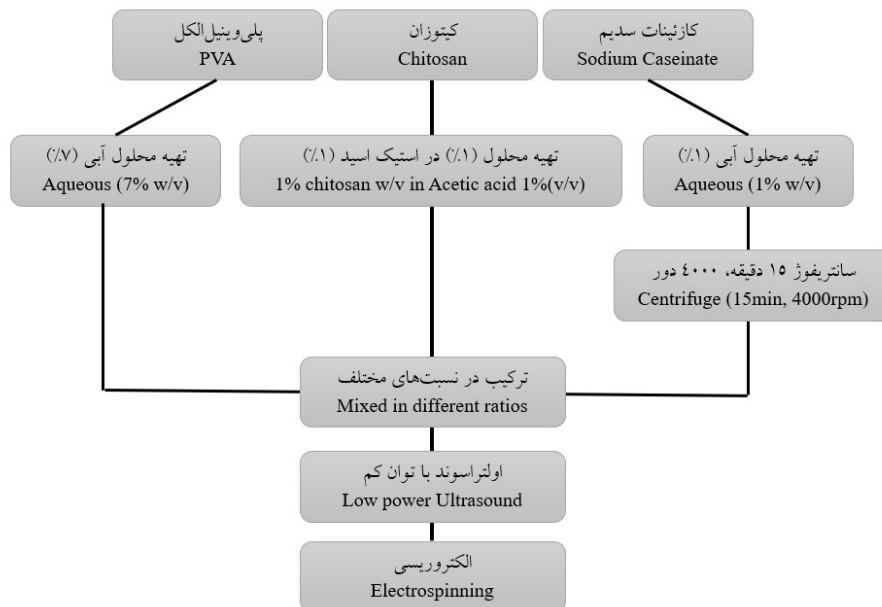 پلی‌وینیل‌الکل
PVA
کیتوزان
Chitosan
کازئینات سدیم
Sodium Caseinate
تهیه محلول آبی (۷٪)
Aqueous (7% w/v)
تهیه محلول (۱٪) در استیک اسید (۱٪)
1% chitosan w/v in Acetic acid 1%(v/v)
تهیه محلول آبی (۱٪)
Aqueous (1% w/v)
سانتریفوژ ۱۵ دقیقه، ٤۰۰۰ دور
Centrifuge (15min, 4000rpm)
ترکیب در نسبت‌های مختلف
Mixed in different ratios
اولتراسوند با توان کم
Low power Ultrasound
الکتروریسی
Electrospinning